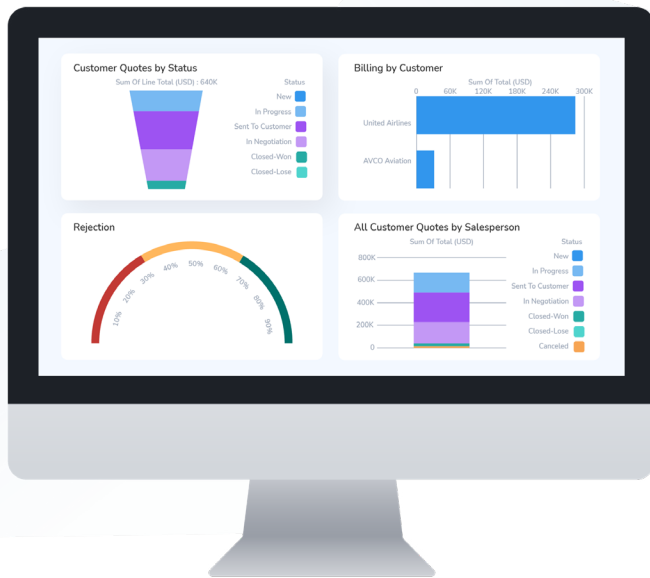 Customer Quotes by Status
Sum Of Line Total (USD) : 640K
Status
New
In Progress
Sent To Customer
In Negotiation
Closed-Won
Closed-Lose
Billing by Customer
Sum Of Total (USD)
0 60K 120K 180K 240K 300K
United Airlines
AVCO Aviation
Rejection
10% 20% 30% 40% 50% 60% 70% 80% 90%
All Customer Quotes by Salesperson
Sum Of Total (USD)
800K
600K
400K
200K
0
Status
New
In Progress
Sent To Customer
In Negotiation
Closed-Won
Closed-Lose
Canceled